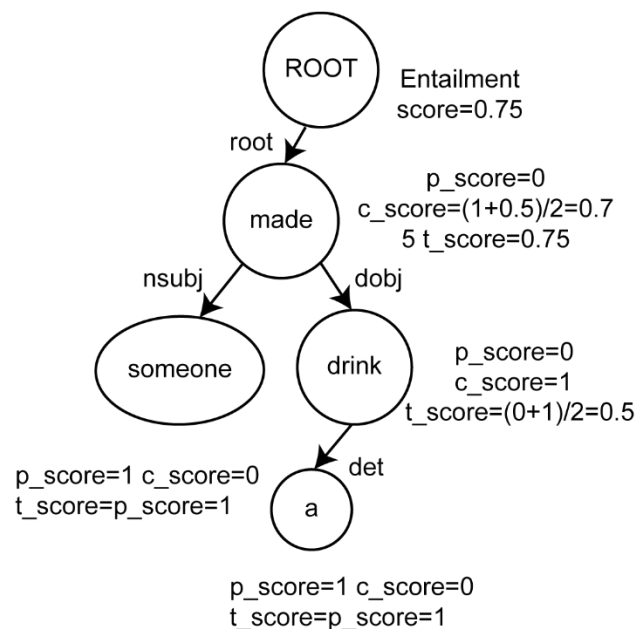 ROOT
Entailment
score=0.75
root
made
p_score=0
c_score=(1+0.5)/2=0.7
5 t_score=0.75
nsubj
dobj
someone
drink
p_score=0
c_score=1
t_score=(0+1)/2=0.5
p_score=1 c_score=0
t_score=p_score=1
det
a
p_score=1 c_score=0
t_score=p_score=1